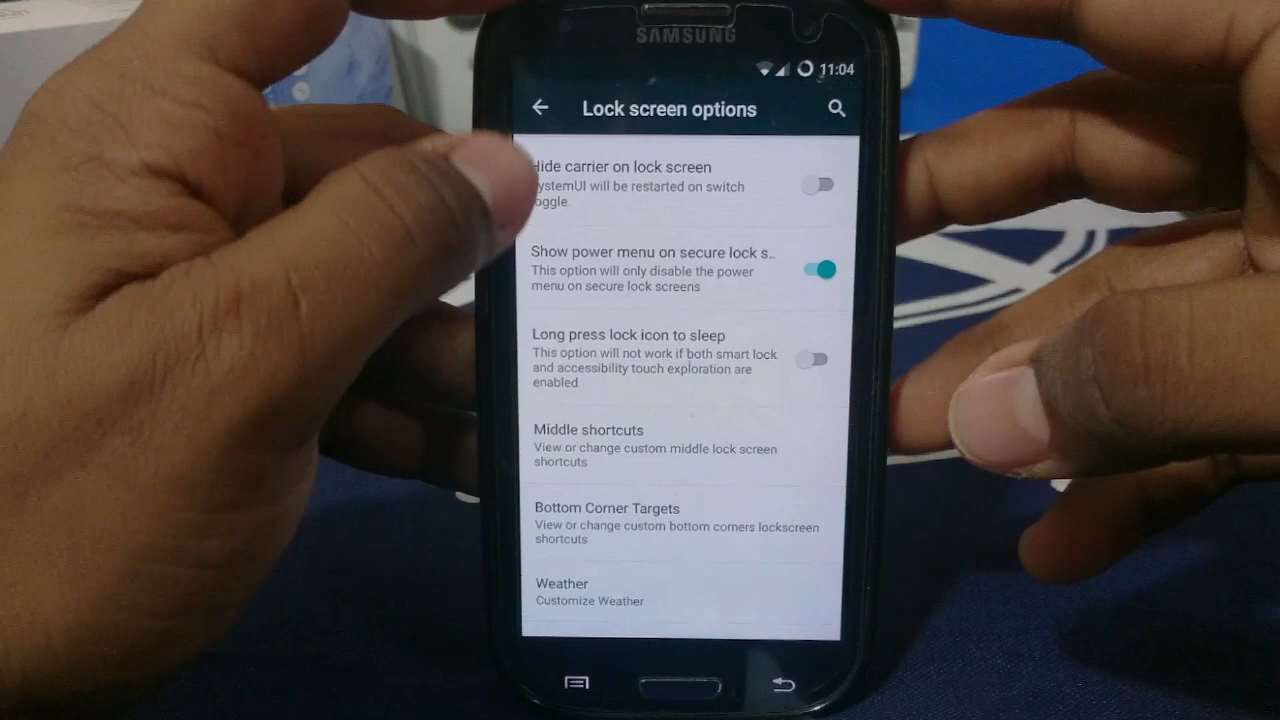 SAMSUNG
11:04
Lock screen options
Hide carrier on lock screen
ystemUI will be restarted on switch
oggle.
Show power menu on secure lock s..
This option will only disable the power
menu on secure lock screens
Long press lock icon to sleep
This option will not work if both smart lock
and accessibility touch exploration are
enabled
Middle shortcuts
View or change custom middle lock screen
shortcuts
Bottom Corner Targets
View or change custom bottom corners lockscreen
shortcuts
Weather
Customize Weather